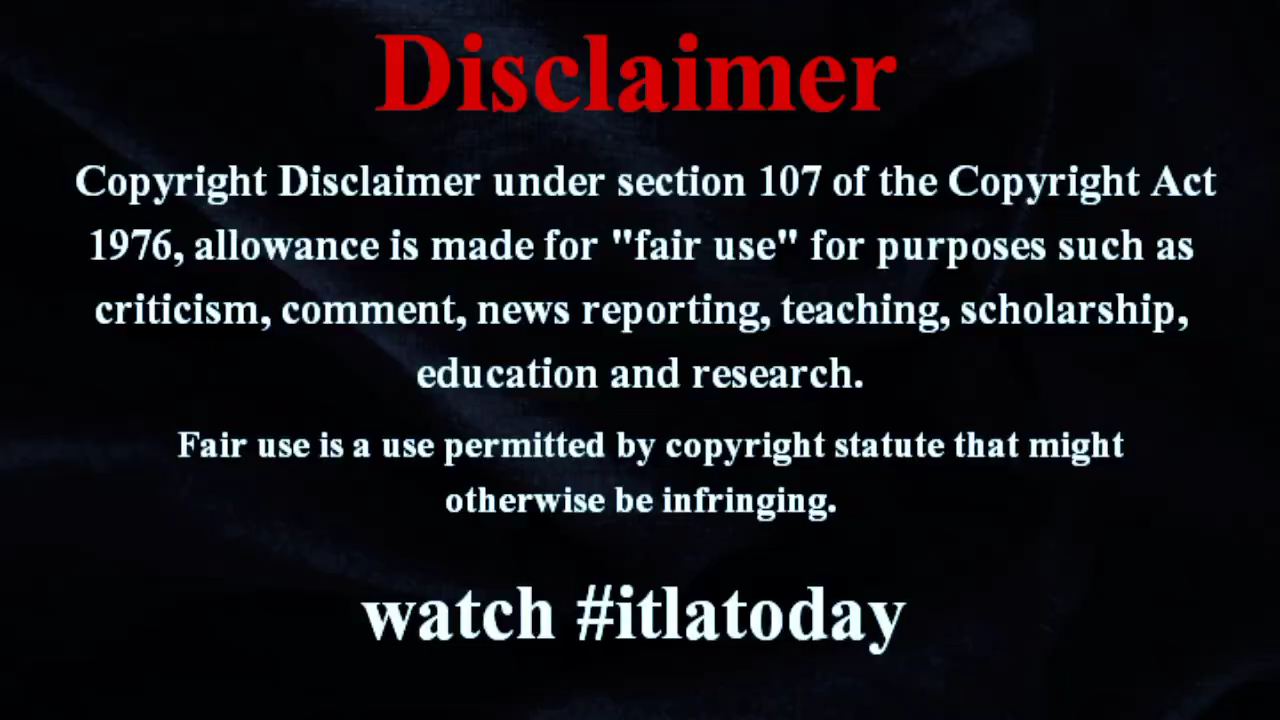 Disclaimer
Copyright Disclaimer under section 107 of the Copyright Act
1976, allowance is made for "fair use" for purposes such as
criticism, comment, news reporting, teaching, scholarship,
education and research.
Fair use is a use permitted by copyright statute that might
otherwise be infringing.
watch #itlatoday